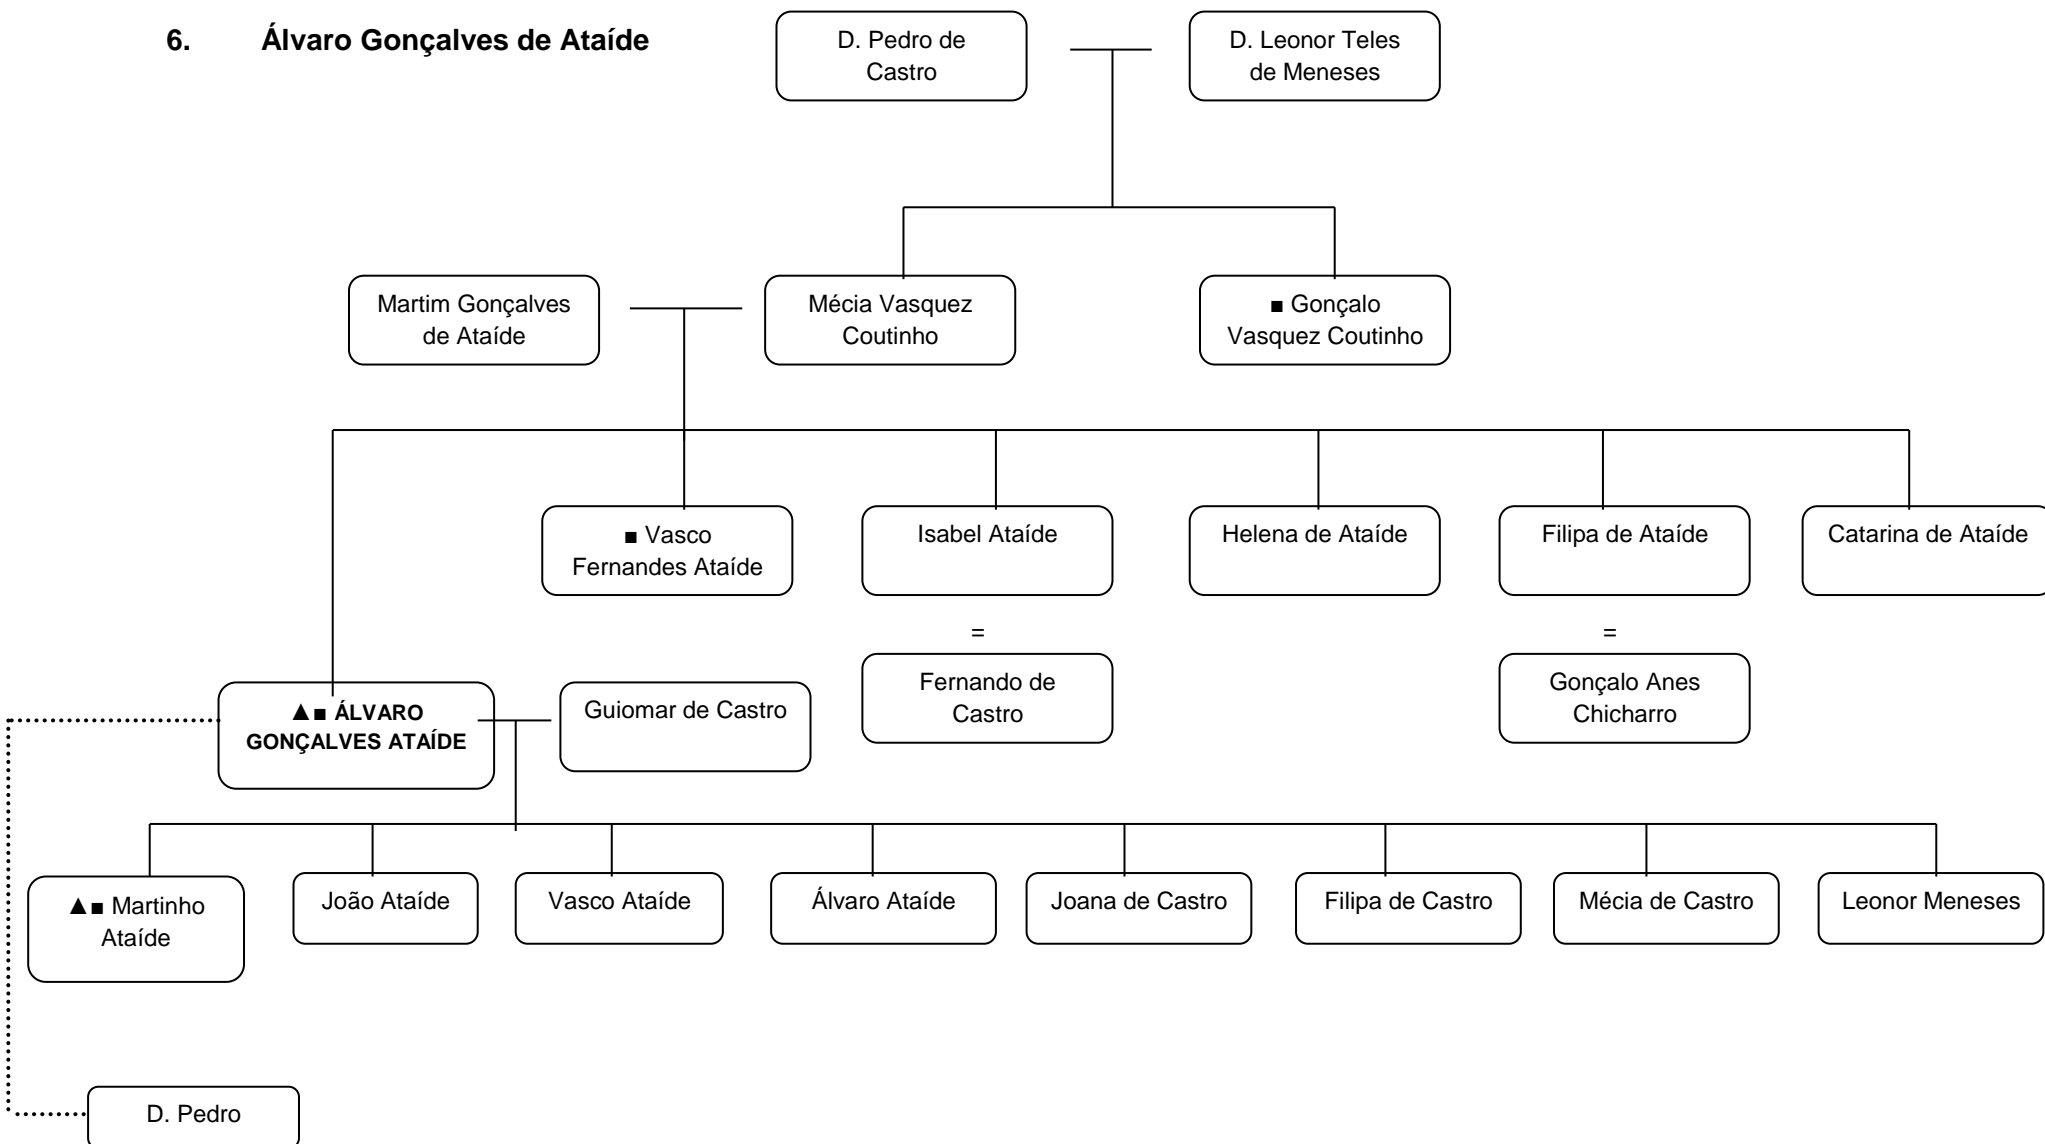 6. Álvaro Gonçalves de Ataíde
D. Pedro de
Castro
D. Leonor Teles
de Meneses
Martim Gonçalves
de Ataíde
Mécia Vasquez
Coutinho
■ Gonçalo
Vasquez Coutinho
■ Vasco
Fernandes Ataíde
Isabel Ataíde
Helena de Ataíde
Filipa de Ataíde
Catarina de Ataíde
=
=
Fernando de
Castro
Gonçalo Anes
Chicharro
▲■ ÁLVARO
GONÇALVES ATAÍDE
Guiomar de Castro
▲■ Martinho
Ataíde
João Ataíde
Vasco Ataíde
Álvaro Ataíde
Joana de Castro
Filipa de Castro
Mécia de Castro
Leonor Meneses
D. Pedro